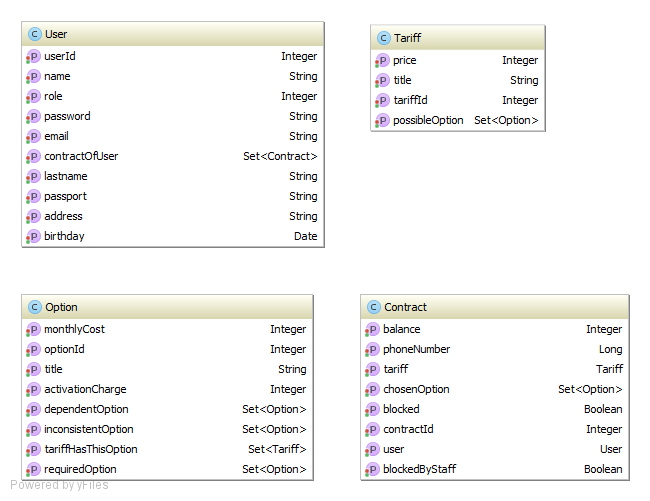 User
userId Integer
name String
role Integer
password String
email String
contractOfUser Set<Contract>
lastname String
passport String
address String
birthday Date
Tariff
price Integer
title String
tariffId Integer
possibleOption Set<Option>
Option
monthlyCost Integer
optionId Integer
title String
activationCharge Integer
dependentOption Set<Option>
inconsistentOption Set<Option>
tariffHasThisOption Set<Tariff>
requiredOption Set<Option>
Contract
balance Integer
phoneNumber Long
tariff Tariff
chosenOption Set<Option>
blocked Boolean
contractId Integer
user User
blockedByStaff Boolean
Powered by yFiles